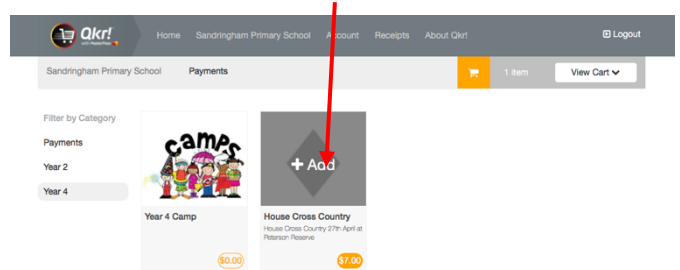 Qkr!
with MasterPass
Home Sandringham Primary School Account Receipts About Qkr! Logout
Sandringham Primary School Payments 1 item View Cart
Filter by Category
Payments
Year 2
Year 4
camps
+ Add
Year 4 Camp
$0.00
House Cross Country
House Cross Country 27th April at
Peterson Reserve
$7.00